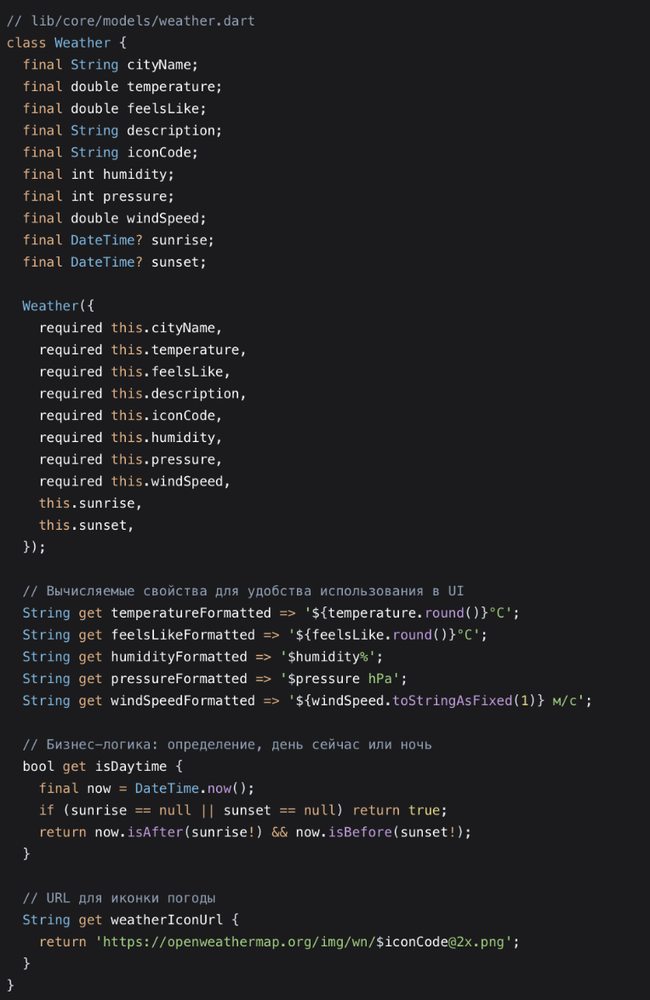 // lib/core/models/weather.dart
class Weather {
  final String cityName;
  final double temperature;
  final double feelsLike;
  final String description;
  final String iconCode;
  final int humidity;
  final int pressure;
  final double windSpeed;
  final DateTime? sunrise;
  final DateTime? sunset;

  Weather({
    required this.cityName,
    required this.temperature,
    required this.feelsLike,
    required this.description,
    required this.iconCode,
    required this.humidity,
    required this.pressure,
    required this.windSpeed,
    this.sunrise,
    this.sunset,
  });

  // Вычисляемые свойства для удобства использования в UI
  String get temperatureFormatted => '${temperature.round()}°C';
  String get feelsLikeFormatted => '${feelsLike.round()}°C';
  String get humidityFormatted => '$humidity%';
  String get pressureFormatted => '$pressure hPa';
  String get windSpeedFormatted => '${windSpeed.toStringAsFixed(1)} м/с';

  // Бизнес-логика: определение, день сейчас или ночь
  bool get isDaytime {
    final now = DateTime.now();
    if (sunrise == null || sunset == null) return true;
    return now.isAfter(sunrise!) && now.isBefore(sunset!);
  }

  // URL для иконки погоды
  String get weatherIconUrl {
    return 'https://openweathermap.org/img/wn/$iconCode@2x.png';
  }
}